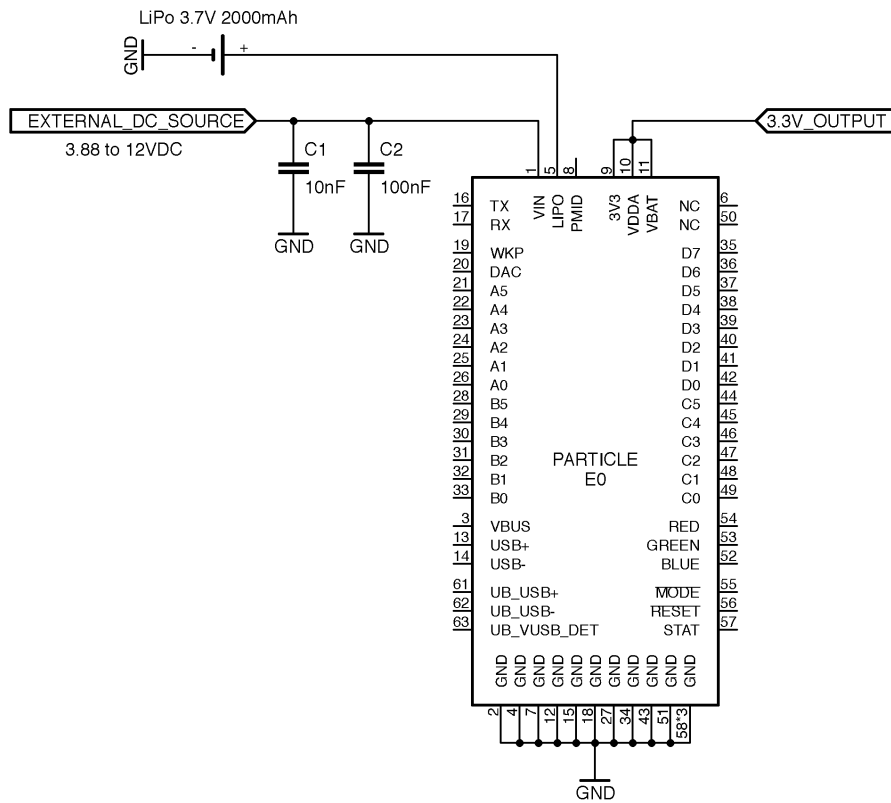 LiPo 3.7V 2000mAh
GND - +
EXTERNAL_DC_SOURCE
3.88 to 12VDC
C1
10nF
C2
100nF
GND
GND
3.3V_OUTPUT
1 5 8 9 10 11
VIN LIPO PMID 3V3 VDDA VBAT
16 TX NC 6
17 RX NC 50
19 WKP D7 35
20 DAC D6 36
21 A5 D5 37
22 A4 D4 38
23 A3 D3 39
24 A2 D2 40
25 A1 D1 41
26 A0 D0 42
28 B5 C5 44
29 B4 C4 45
30 B3 C3 46
31 B2 C2 47
32 B1 C1 48
33 B0 C0 49
PARTICLE
E0
3 VBUS RED 54
13 USB+ GREEN 53
14 USB- BLUE 52
61 UB_USB+ MODE 55
62 UB_USB- RESET 56
63 UB_VUSB_DET STAT 57
GND GND GND GND GND GND GND GND GND GND GND
2 4 7 12 15 18 27 34 43 51 58*3
GND